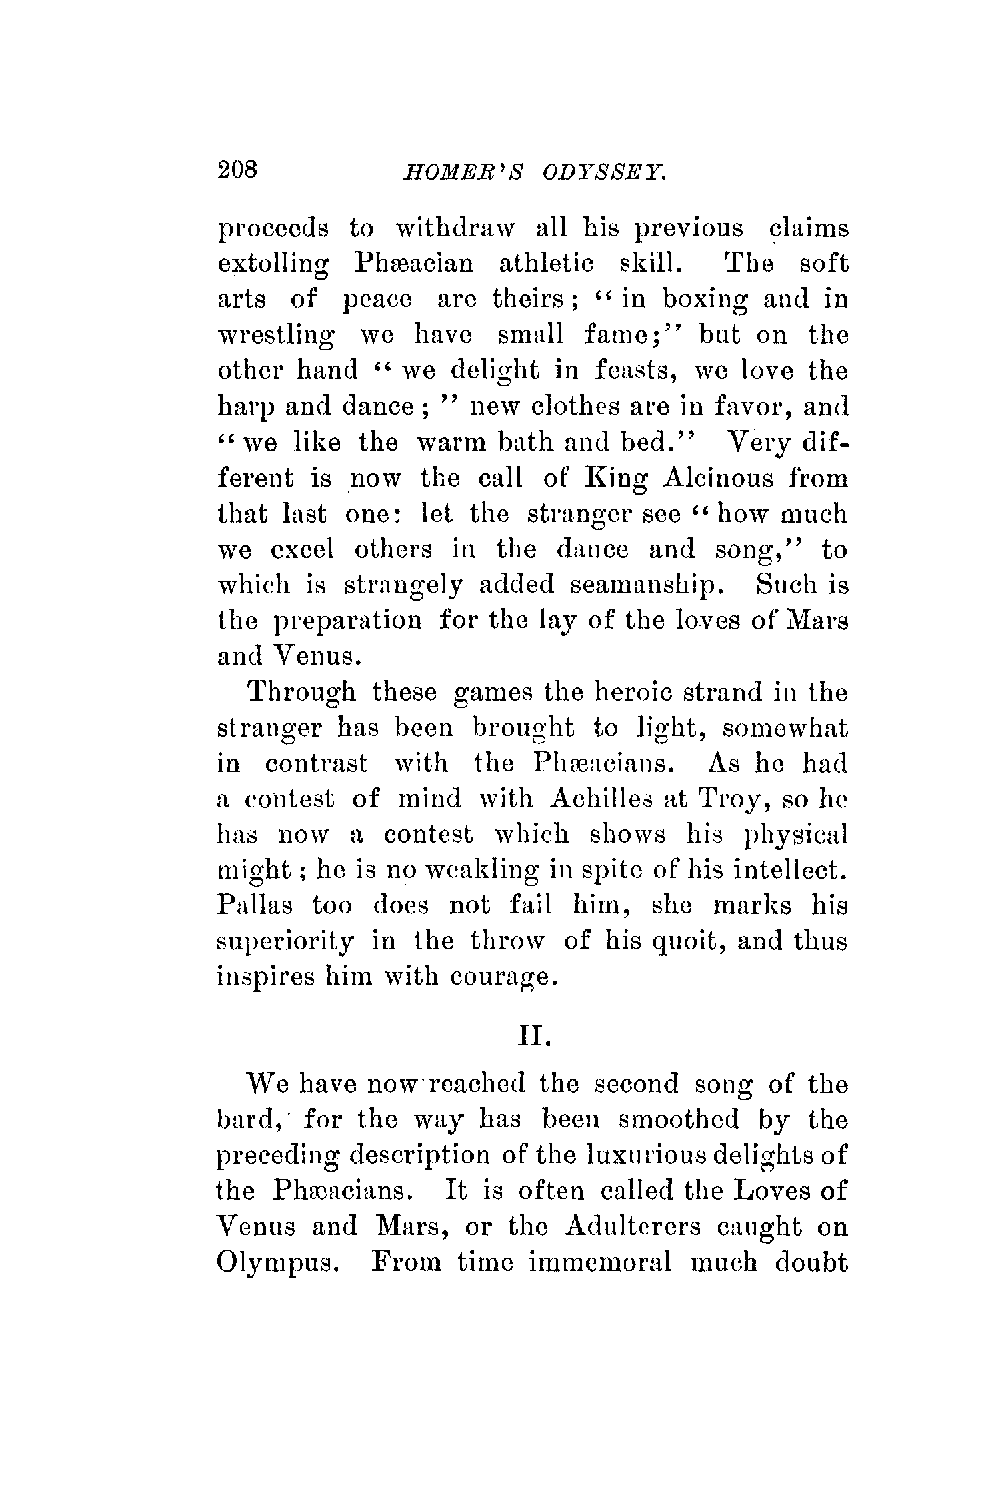 208 HOMER'S ODYSSEY.
proceeds to withdraw all his previous claims
extolling Phæacian athletic skill. The soft
arts of peace are theirs; "in boxing and in
wrestling we have small fame;" but on the
other hand "we delight in feasts, we love the
harp and dance;" new clothes are in favor, and
"we like the warm bath and bed." Very dif-
ferent is now the call of King Alcinous from
that last one: let the stranger see "how much
we excel others in the dance and song," to
which is strangely added seamanship. Such is
the preparation for the lay of the loves of Mars
and Venus.
Through these games the heroic strand in the
stranger has been brought to light, somewhat
in contrast with the Phæacians. As he had
a contest of mind with Achilles at Troy, so he
has now a contest which shows his physical
might; he is no weakling in spite of his intellect.
Pallas too does not fail him, she marks his
superiority in the throw of his quoit, and thus
inspires him with courage.
II.
We have now reached the second song of the
bard, for the way has been smoothed by the
preceding description of the luxurious delights of
the Phæacians. It is often called the Loves of
Venus and Mars, or the Adulterers caught on
Olympus. From time immemoral much doubt